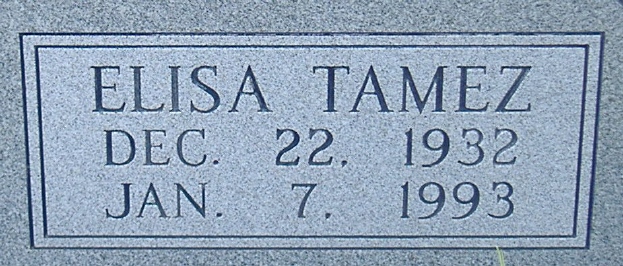 ELISA TAMEZ
DEC. 22, 1932
JAN. 7, 1993